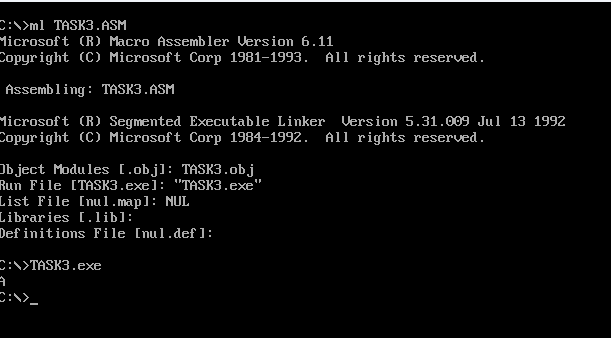 C:\>ml TASK3.ASM
Microsoft (R) Macro Assembler Version 6.11
Copyright (C) Microsoft Corp 1981-1993.  All rights reserved.
 Assembling: TASK3.ASM
Microsoft (R) Segmented Executable Linker  Version 5.31.009 Jul 13 1992
Copyright (C) Microsoft Corp 1984-1992.  All rights reserved.
Object Modules [.obj]: TASK3.obj
Run File [TASK3.exe]: "TASK3.exe"
List File [nul.map]: NUL
Libraries [.lib]:
Definitions File [nul.def]:
C:\>TASK3.exe
A
C:\>_